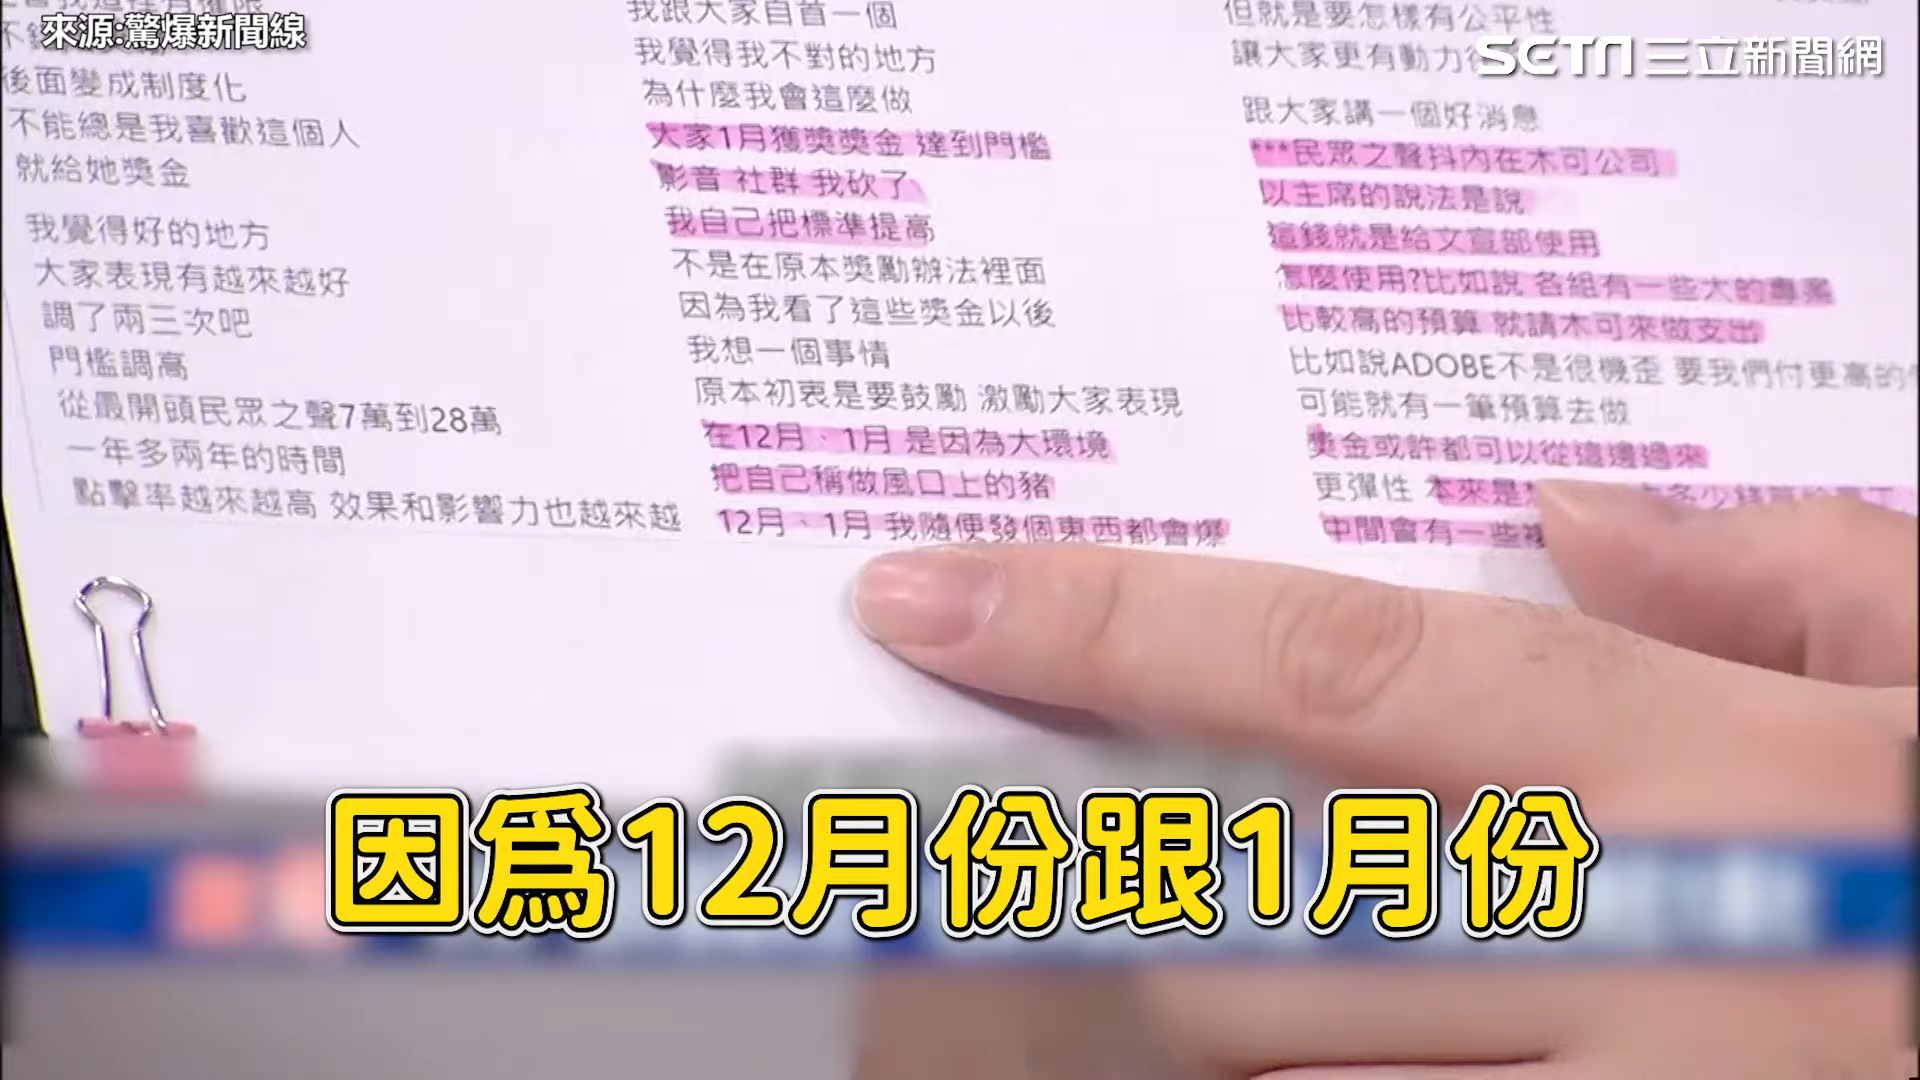 來源:驚爆新聞線
SETN三立新聞網
後面變成制度化
不能總是我喜歡這個人
就給她獎金
我覺得好的地方
大家表現有越來越好
調了兩三次吧
門檻調高
從最開頭民眾之聲7萬到28萬
一年多兩年的時間
點擊率越來越高 效果和影響力也越來越
我跟大家自首一個
我覺得我不對的地方
為什麼我會這麼做
大家1月獲獎獎金 達到門檻
影音 社群 我砍了
我自己把標準提高
不是在原本獎勵辦法裡面
因為我看了這些獎金以後
我想一個事情
原本初衷是要鼓勵 激勵大家表現
在12月、1月 是因為大環境
把自己稱做風口上的豬
12月、1月 我隨便發個東西都會爆
但就是要怎樣有公平性
讓大家更有動力
跟大家講一個好消息
***民眾之聲抖內在木可公司
以主席的說法是說
這錢就是給文宣部使用
怎麼使用?比如說 各組有一些大的專案
比較高的預算 就請木可來做支出
比如說ADOBE不是很機歪 要我們付更高的
可能就有一筆預算去做
獎金或許都可以從這邊過來
更彈性 本來是
中間會有一些
因為12月份跟1月份